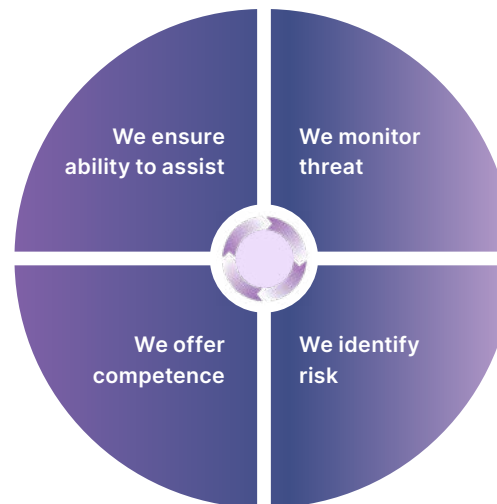 We ensure
ability to assist
We monitor
threat
We offer
competence
We identify
risk